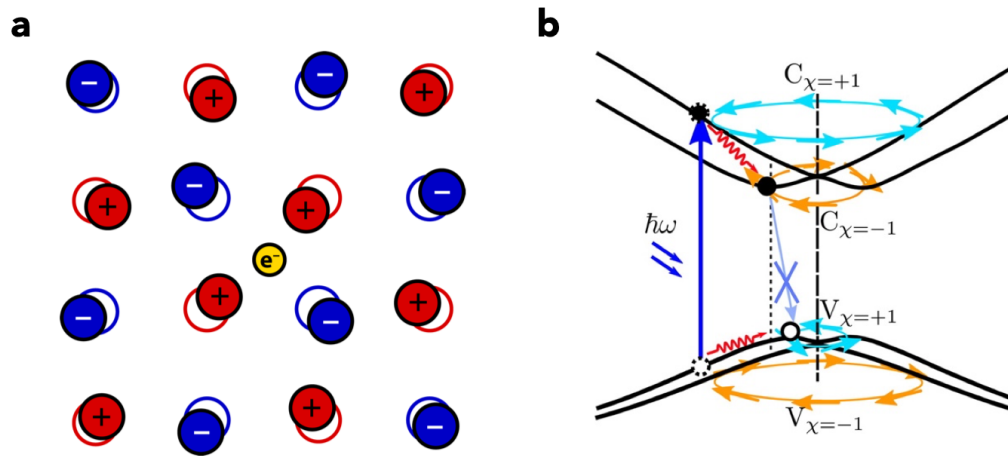 a
− + − +
+ − + −
e⁻
− + − +
+ − + −
b
C_{χ=+1}
C_{χ=−1}
ħω
V_{χ=+1}
V_{χ=−1}